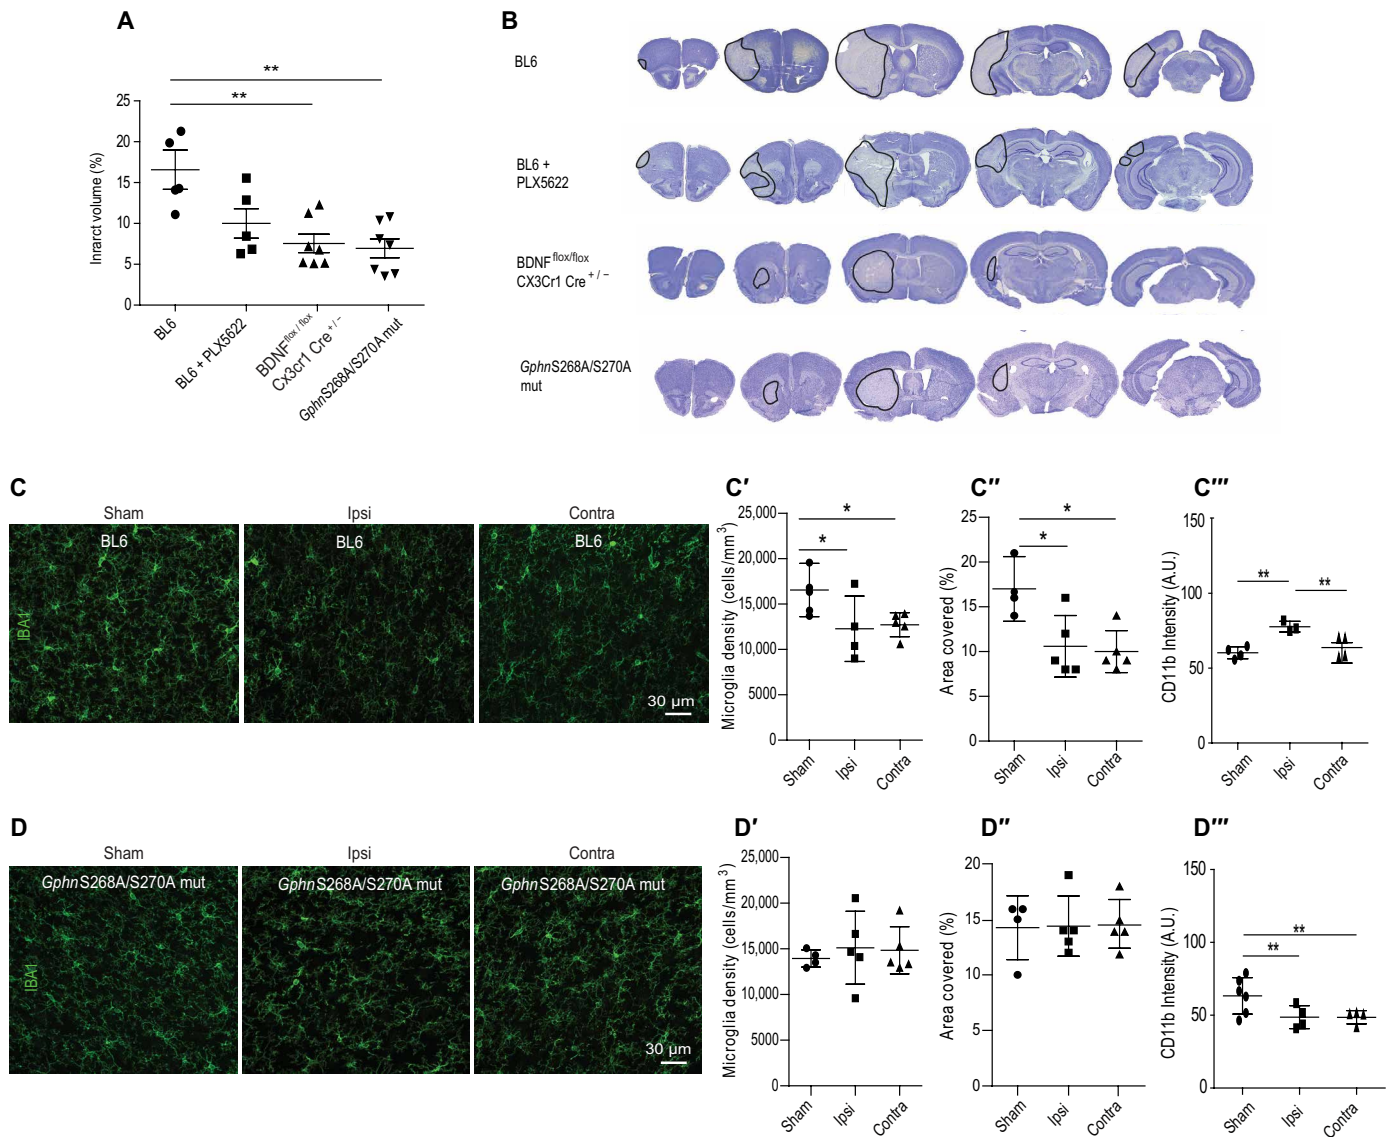 A
**
**
25
20
15
10
5
0
Inrarct volume (%)
BL6
BL6 + PLX5622
BDNF flox / flox
Cx3cr1 Cre + / −
GphnS268A/S270A mut
B
BL6
BL6 +
PLX5622
BDNF flox/flox
CX3Cr1 Cre + / −
GphnS268A/S270A
mut
C
Sham
Ipsi
Contra
BL6
BL6
BL6
IBA1
30 µm
C′
25,000
20,000
15,000
10,000
5000
0
Microglia density (cells/mm3)
*
*
Sham
Ipsi
Contra
C″
25
20
15
10
5
0
Area covered (%)
*
*
Sham
Ipsi
Contra
C‴
150
100
50
0
CD11b Intensity (A.U.)
**
**
Sham
Ipsi
Contra
D
Sham
Ipsi
Contra
GphnS268A/S270A mut
GphnS268A/S270A mut
GphnS268A/S270A mut
IBA1
30 µm
D′
25,000
20,000
15,000
10,000
5000
0
Microglia density (cells/mm3)
Sham
Ipsi
Contra
D″
20
15
10
5
0
Area covered (%)
Sham
Ipsi
Contra
D‴
150
100
50
0
CD11b Intensity (A.U.)
**
**
Sham
Ipsi
Contra